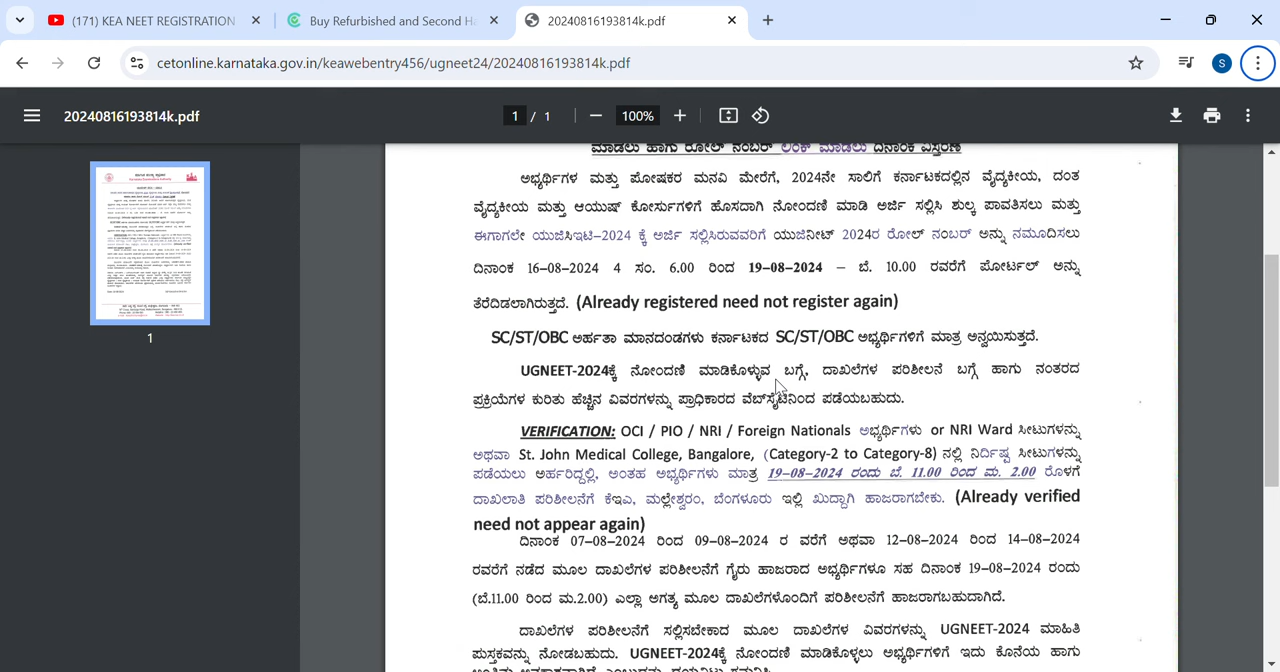 (171) KEA NEET REGISTRATION
Buy Refurbished and Second H
20240816193814k.pdf
cetonline.karnataka.gov.in/keawebentry456/ugneet24/20240816193814k.pdf
S
20240816193814k.pdf
1 / 1
100%
1
ಮಾಡಲು ಹಾಗು ರೋಲ್ ನಂಬರ್ ಲಿಂಕ್ ಮಾಡಲು ದಿನಾಂಕ ವಿಸ್ತರಣೆ
ಅಭ್ಯರ್ಥಿಗಳ ಮತ್ತು ಪೋಷಕರ ಮನವಿ ಮೇರೆಗೆ, 2024ನೇ ಸಾಲಿಗೆ ಕರ್ನಾಟಕದಲ್ಲಿನ ವೈದ್ಯಕೀಯ, ದಂತ
ವೈದ್ಯಕೀಯ ಮತ್ತು ಆಯುಷ್ ಕೋರ್ಸುಗಳಿಗೆ ಹೊಸದಾಗಿ ನೋಂದಣಿ ಮಾಡಿ ಅರ್ಜಿ ಸಲ್ಲಿಸಿ ಶುಲ್ಕ ಪಾವತಿಸಲು ಮತ್ತು
ಈಗಾಗಲೇ ಯುಜಿಸಿಇಟಿ-2024 ಕ್ಕೆ ಅರ್ಜಿ ಸಲ್ಲಿಸಿರುವವರಿಗೆ ಯುಜಿನೀಟ್-2024ರ ರೋಲ್ ನಂಬರ್ ಅನ್ನು ನಮೂದಿಸಲು
ದಿನಾಂಕ 16-08-2024 – ಸಂ. 6.00 ರಿಂದ 19-08-2024 – ಬೆ. 10.00 ರವರೆಗೆ ಪೋರ್ಟಲ್ ಅನ್ನು
ತೆರೆದಿಡಲಾಗಿರುತ್ತದೆ. (Already registered need not register again)
SC/ST/OBC ಅರ್ಹತಾ ಮಾನದಂಡಗಳು ಕರ್ನಾಟಕದ SC/ST/OBC ಅಭ್ಯರ್ಥಿಗಳಿಗೆ ಮಾತ್ರ ಅನ್ವಯಿಸುತ್ತದೆ.
UGNEET-2024ಕ್ಕೆ ನೋಂದಣಿ ಮಾಡಿಕೊಳ್ಳುವ ಬಗ್ಗೆ, ದಾಖಲೆಗಳ ಪರಿಶೀಲನೆ ಬಗ್ಗೆ ಹಾಗು ನಂತರದ
ಪ್ರಕ್ರಿಯೆಗಳ ಕುರಿತು ಹೆಚ್ಚಿನ ವಿವರಗಳನ್ನು ಪ್ರಾಧಿಕಾರದ ವೆಬ್‌ಸೈಟಿನಿಂದ ಪಡೆಯಬಹುದು.
VERIFICATION: OCI / PIO / NRI / Foreign Nationals ಅಭ್ಯರ್ಥಿಗಳು or NRI Ward ಸೀಟುಗಳನ್ನು
ಅಥವಾ St. John Medical College, Bangalore, (Category-2 to Category-8) ನಲ್ಲಿ ನಿರ್ದಿಷ್ಟ ಸೀಟುಗಳನ್ನು
ಪಡೆಯಲು ಅರ್ಹರಿದ್ದಲ್ಲಿ, ಅಂತಹ ಅಭ್ಯರ್ಥಿಗಳು ಮಾತ್ರ 19-08-2024 ರಂದು ಬೆ. 11.00 ರಿಂದ ಮ. 2.00 ರೊಳಗೆ
ದಾಖಲಾತಿ ಪರಿಶೀಲನೆಗೆ ಕೆಇಎ, ಮಲ್ಲೇಶ್ವರಂ, ಬೆಂಗಳೂರು ಇಲ್ಲಿ ಖುದ್ದಾಗಿ ಹಾಜರಾಗಬೇಕು. (Already verified
need not appear again)
ದಿನಾಂಕ 07-08-2024 ರಿಂದ 09-08-2024 ರ ವರೆಗೆ ಅಥವಾ 12-08-2024 ರಿಂದ 14-08-2024
ರವರೆಗೆ ನಡೆದ ಮೂಲ ದಾಖಲೆಗಳ ಪರಿಶೀಲನೆಗೆ ಗೈರು ಹಾಜರಾದ ಅಭ್ಯರ್ಥಿಗಳೂ ಸಹ ದಿನಾಂಕ 19-08-2024 ರಂದು
(ಬೆ.11.00 ರಿಂದ ಮ.2.00) ಎಲ್ಲಾ ಅಗತ್ಯ ಮೂಲ ದಾಖಲೆಗಳೊಂದಿಗೆ ಪರಿಶೀಲನೆಗೆ ಹಾಜರಾಗಬಹುದಾಗಿದೆ.
ದಾಖಲೆಗಳ ಪರಿಶೀಲನೆಗೆ ಸಲ್ಲಿಸಬೇಕಾದ ಮೂಲ ದಾಖಲೆಗಳ ವಿವರಗಳನ್ನು UGNEET-2024 ಮಾಹಿತಿ
ಪುಸ್ತಕವನ್ನು ನೋಡಬಹುದು. UGNEET-2024ಕ್ಕೆ ನೋಂದಣಿ ಮಾಡಿಕೊಳ್ಳಲು ಅಭ್ಯರ್ಥಿಗಳಿಗೆ ಇದು ಕೊನೆಯ ಹಾಗು